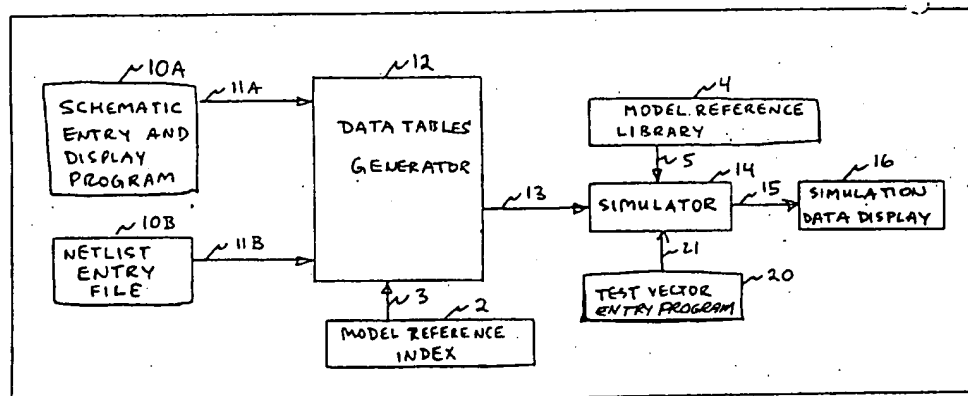 10A
SCHEMATIC
ENTRY AND
DISPLAY
PROGRAM
11A
12
DATA TABLES
GENERATOR
10B
NETLIST
ENTRY
FILE
11B
3
2
MODEL REFERENCE
INDEX
13
4
MODEL REFERENCE
LIBRARY
5
14
SIMULATOR
15
16
SIMULATION
DATA DISPLAY
21
20
TEST VECTOR
ENTRY PROGRAM